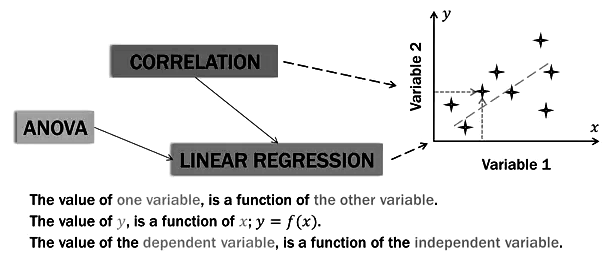 CORRELATION
ANOVA
LINEAR REGRESSION
y
Variable 2
x
Variable 1
The value of one variable, is a function of the other variable.
The value of y, is a function of x; y = f(x).
The value of the dependent variable, is a function of the independent variable.